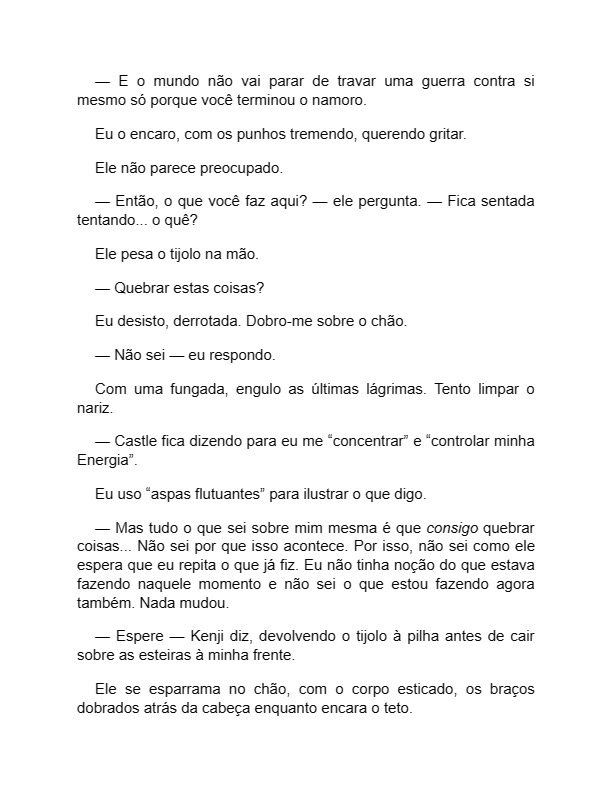 — E o mundo não vai parar de travar uma guerra contra si
mesmo só porque você terminou o namoro.
Eu o encaro, com os punhos tremendo, querendo gritar.
Ele não parece preocupado.
— Então, o que você faz aqui? — ele pergunta. — Fica sentada
tentando... o quê?
Ele pesa o tijolo na mão.
— Quebrar estas coisas?
Eu desisto, derrotada. Dobro-me sobre o chão.
— Não sei — eu respondo.
Com uma fungada, engulo as últimas lágrimas. Tento limpar o
nariz.
— Castle fica dizendo para eu me “concentrar” e “controlar minha
Energia”.
Eu uso “aspas flutuantes” para ilustrar o que digo.
— Mas tudo o que sei sobre mim mesma é que consigo quebrar
coisas... Não sei por que isso acontece. Por isso, não sei como ele
espera que eu repita o que já fiz. Eu não tinha noção do que estava
fazendo naquele momento e não sei o que estou fazendo agora
também. Nada mudou.
— Espere — Kenji diz, devolvendo o tijolo à pilha antes de cair
sobre as esteiras à minha frente.
Ele se esparrama no chão, com o corpo esticado, os braços
dobrados atrás da cabeça enquanto encara o teto.